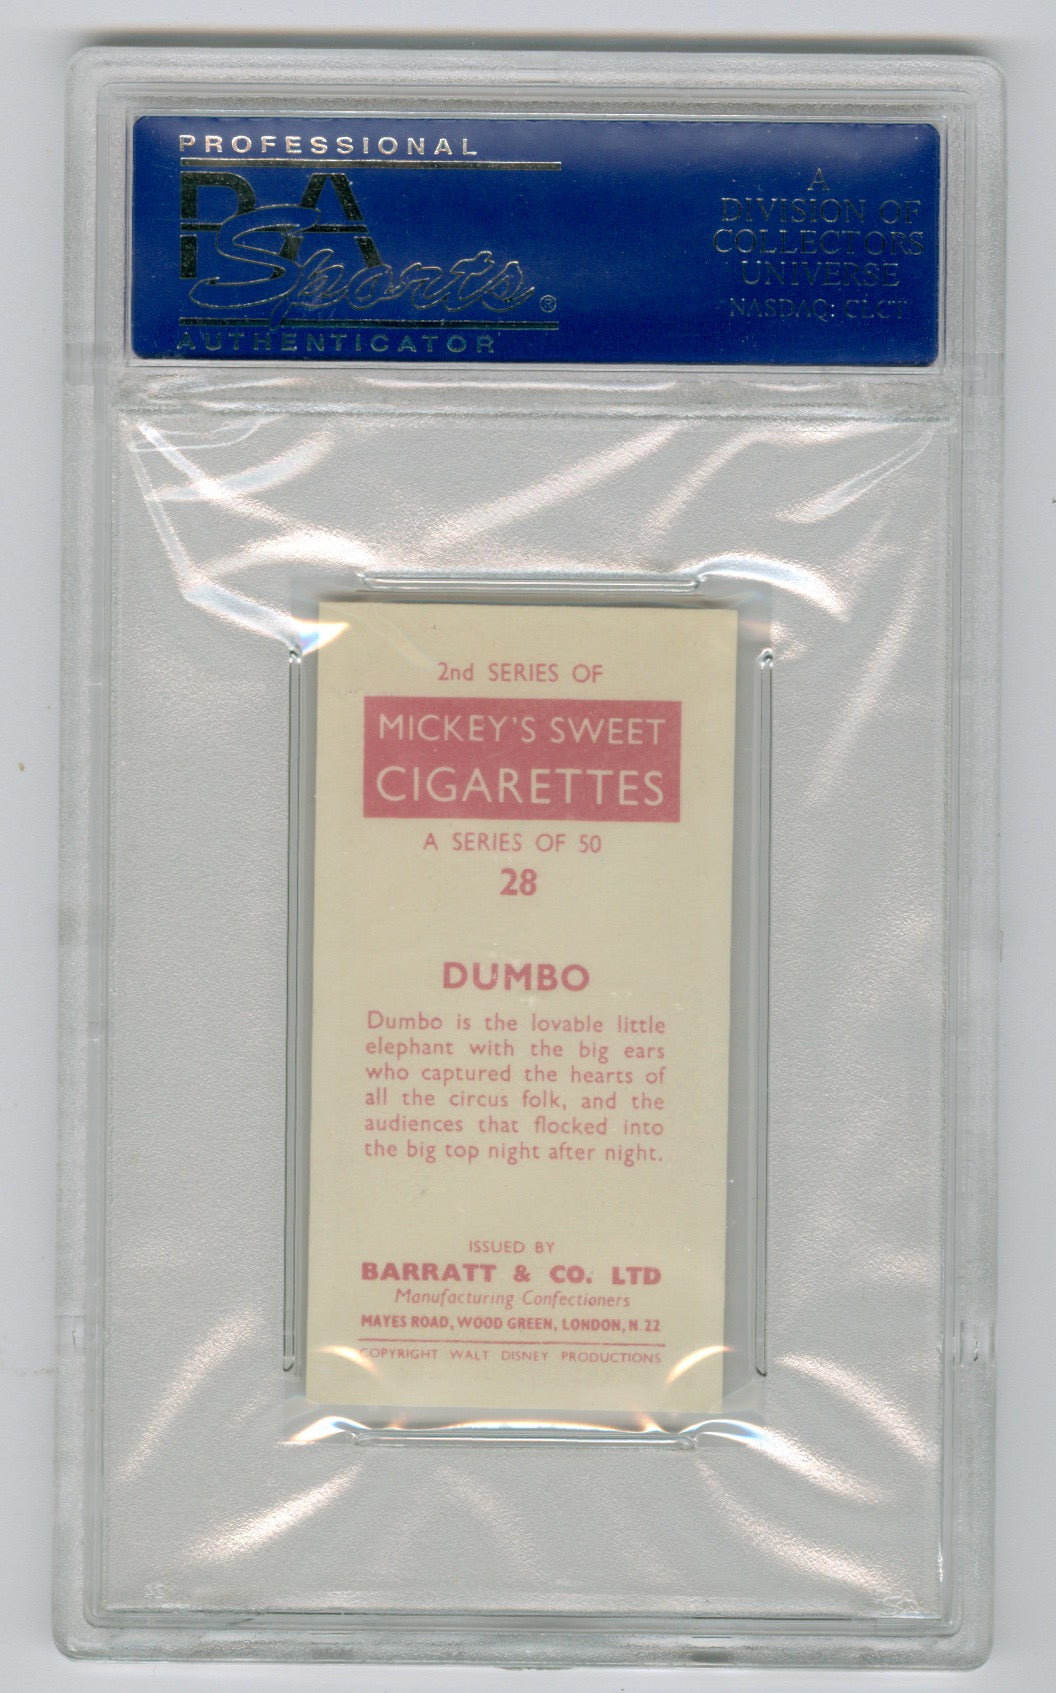 PROFESSIONAL
PSA
Sports®
AUTHENTICATOR
A
DIVISION OF
COLLECTORS
UNIVERSE
NASDAQ: CLCT
2nd SERIES OF
MICKEY'S SWEET
CIGARETTES
A SERIES OF 50
28
DUMBO
Dumbo is the lovable little
elephant with the big ears
who captured the hearts of
all the circus folk, and the
audiences that flocked into
the big top night after night.
ISSUED BY
BARRATT & CO. LTD
Manufacturing Confectioners
MAYES ROAD, WOOD GREEN, LONDON, N.22
COPYRIGHT WALT DISNEY PRODUCTIONS